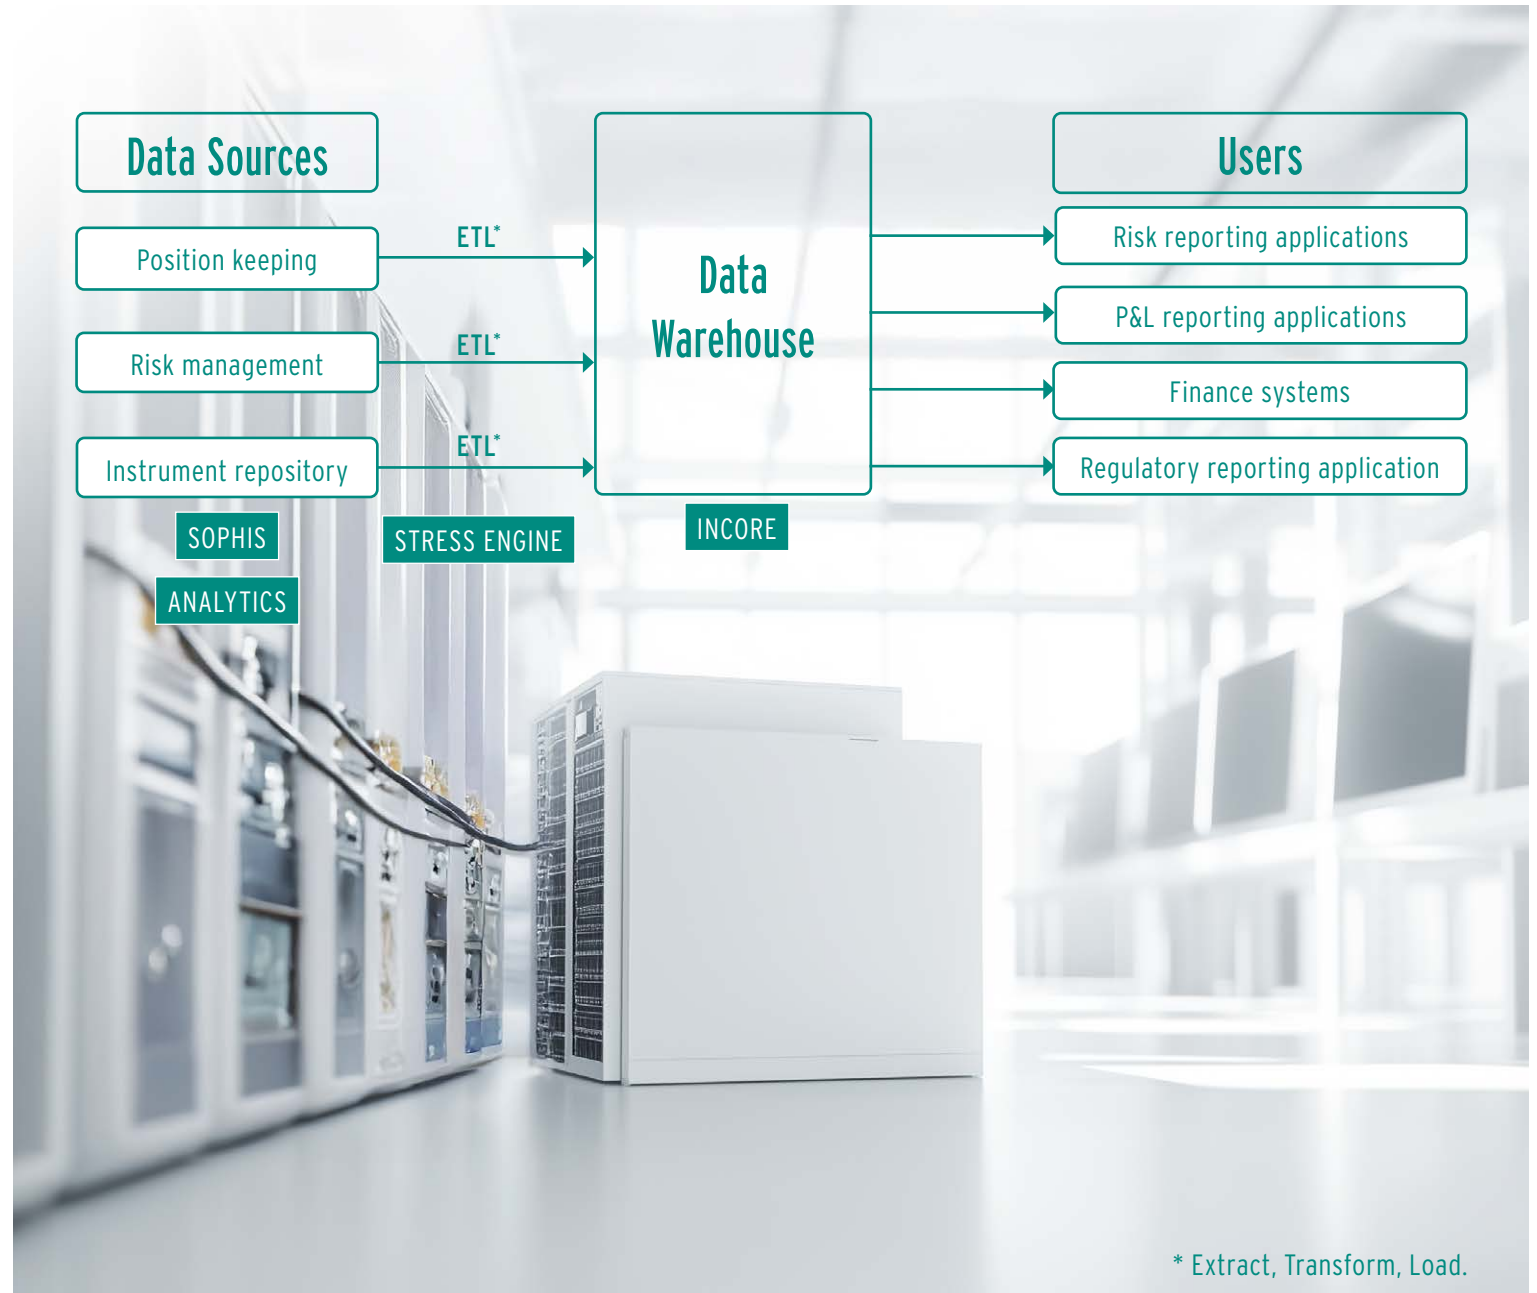 Data Sources
Position keeping
Risk management
Instrument repository
SOPHIS
ANALYTICS
ETL*
ETL*
ETL*
STRESS ENGINE
Data
Warehouse
INCORE
Users
Risk reporting applications
P&L reporting applications
Finance systems
Regulatory reporting application
* Extract, Transform, Load.